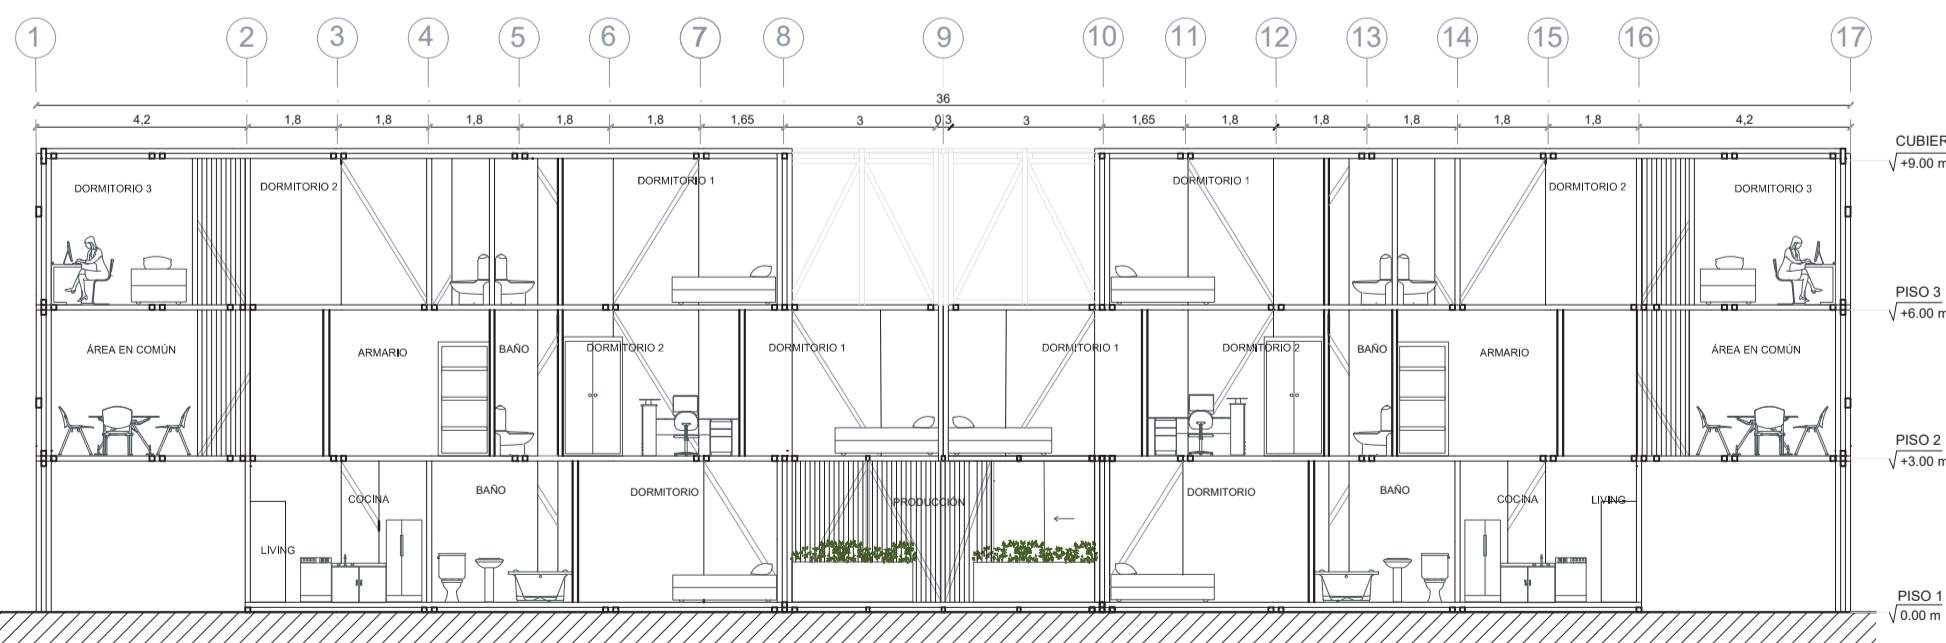 1 2 3 4 5 6 7 8 9 10 11 12 13 14 15 16 17
36
4,2 1,8 1,8 1,8 1,8 1,8 1,65 3 0,3 3 1,65 1,8 1,8 1,8 1,8 1,8 4,2
CUBIER
+9.00 m
DORMITORIO 3 DORMITORIO 2 DORMITORIO 1 DORMITORIO 1 DORMITORIO 2 DORMITORIO 3
PISO 3
+6.00 m
ÁREA EN COMÚN ARMARIO BAÑO DORMITORIO 2 DORMITORIO 1 DORMITORIO 1 DORMITORIO 2 BAÑO ARMARIO ÁREA EN COMÚN
PISO 2
+3.00 m
COCINA BAÑO DORMITORIO PRODUCCIÓN DORMITORIO BAÑO COCINA LIVING
LIVING
PISO 1
0.00 m